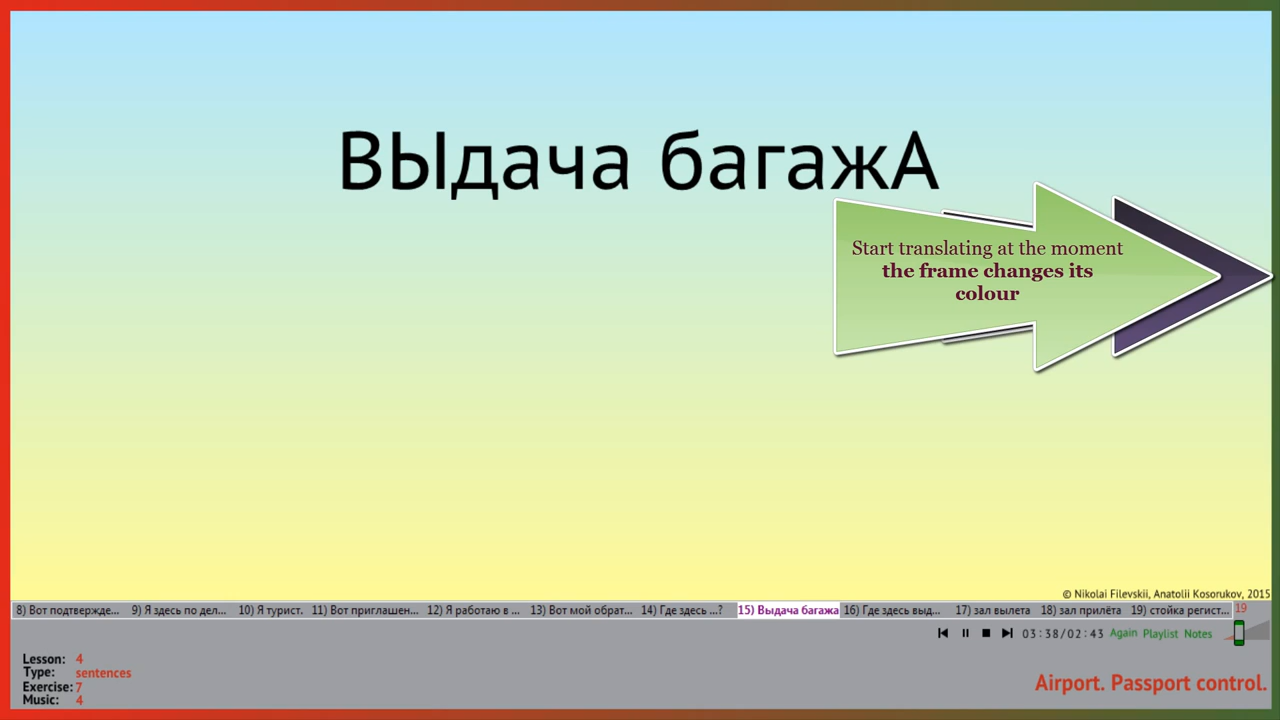 вЫдача багажА
Start translating at the moment
the frame changes its
colour
© Nikolai Filevskii, Anatolii Kosorukov, 2015
8) Вот подтвержде... 9) Я здесь по дел... 10) Я турист. 11) Вот приглашен... 12) Я работаю в ... 13) Вот мой обрат... 14) Где здесь ...? 15) Выдача багажа 16) Где здесь выд... 17) зал вылета 18) зал прилёта 19) стойка регист... 19
03:38/02:43 Again Playlist Notes
Lesson: 4
Type: sentences
Exercise: 7
Music: 4
Airport. Passport control.